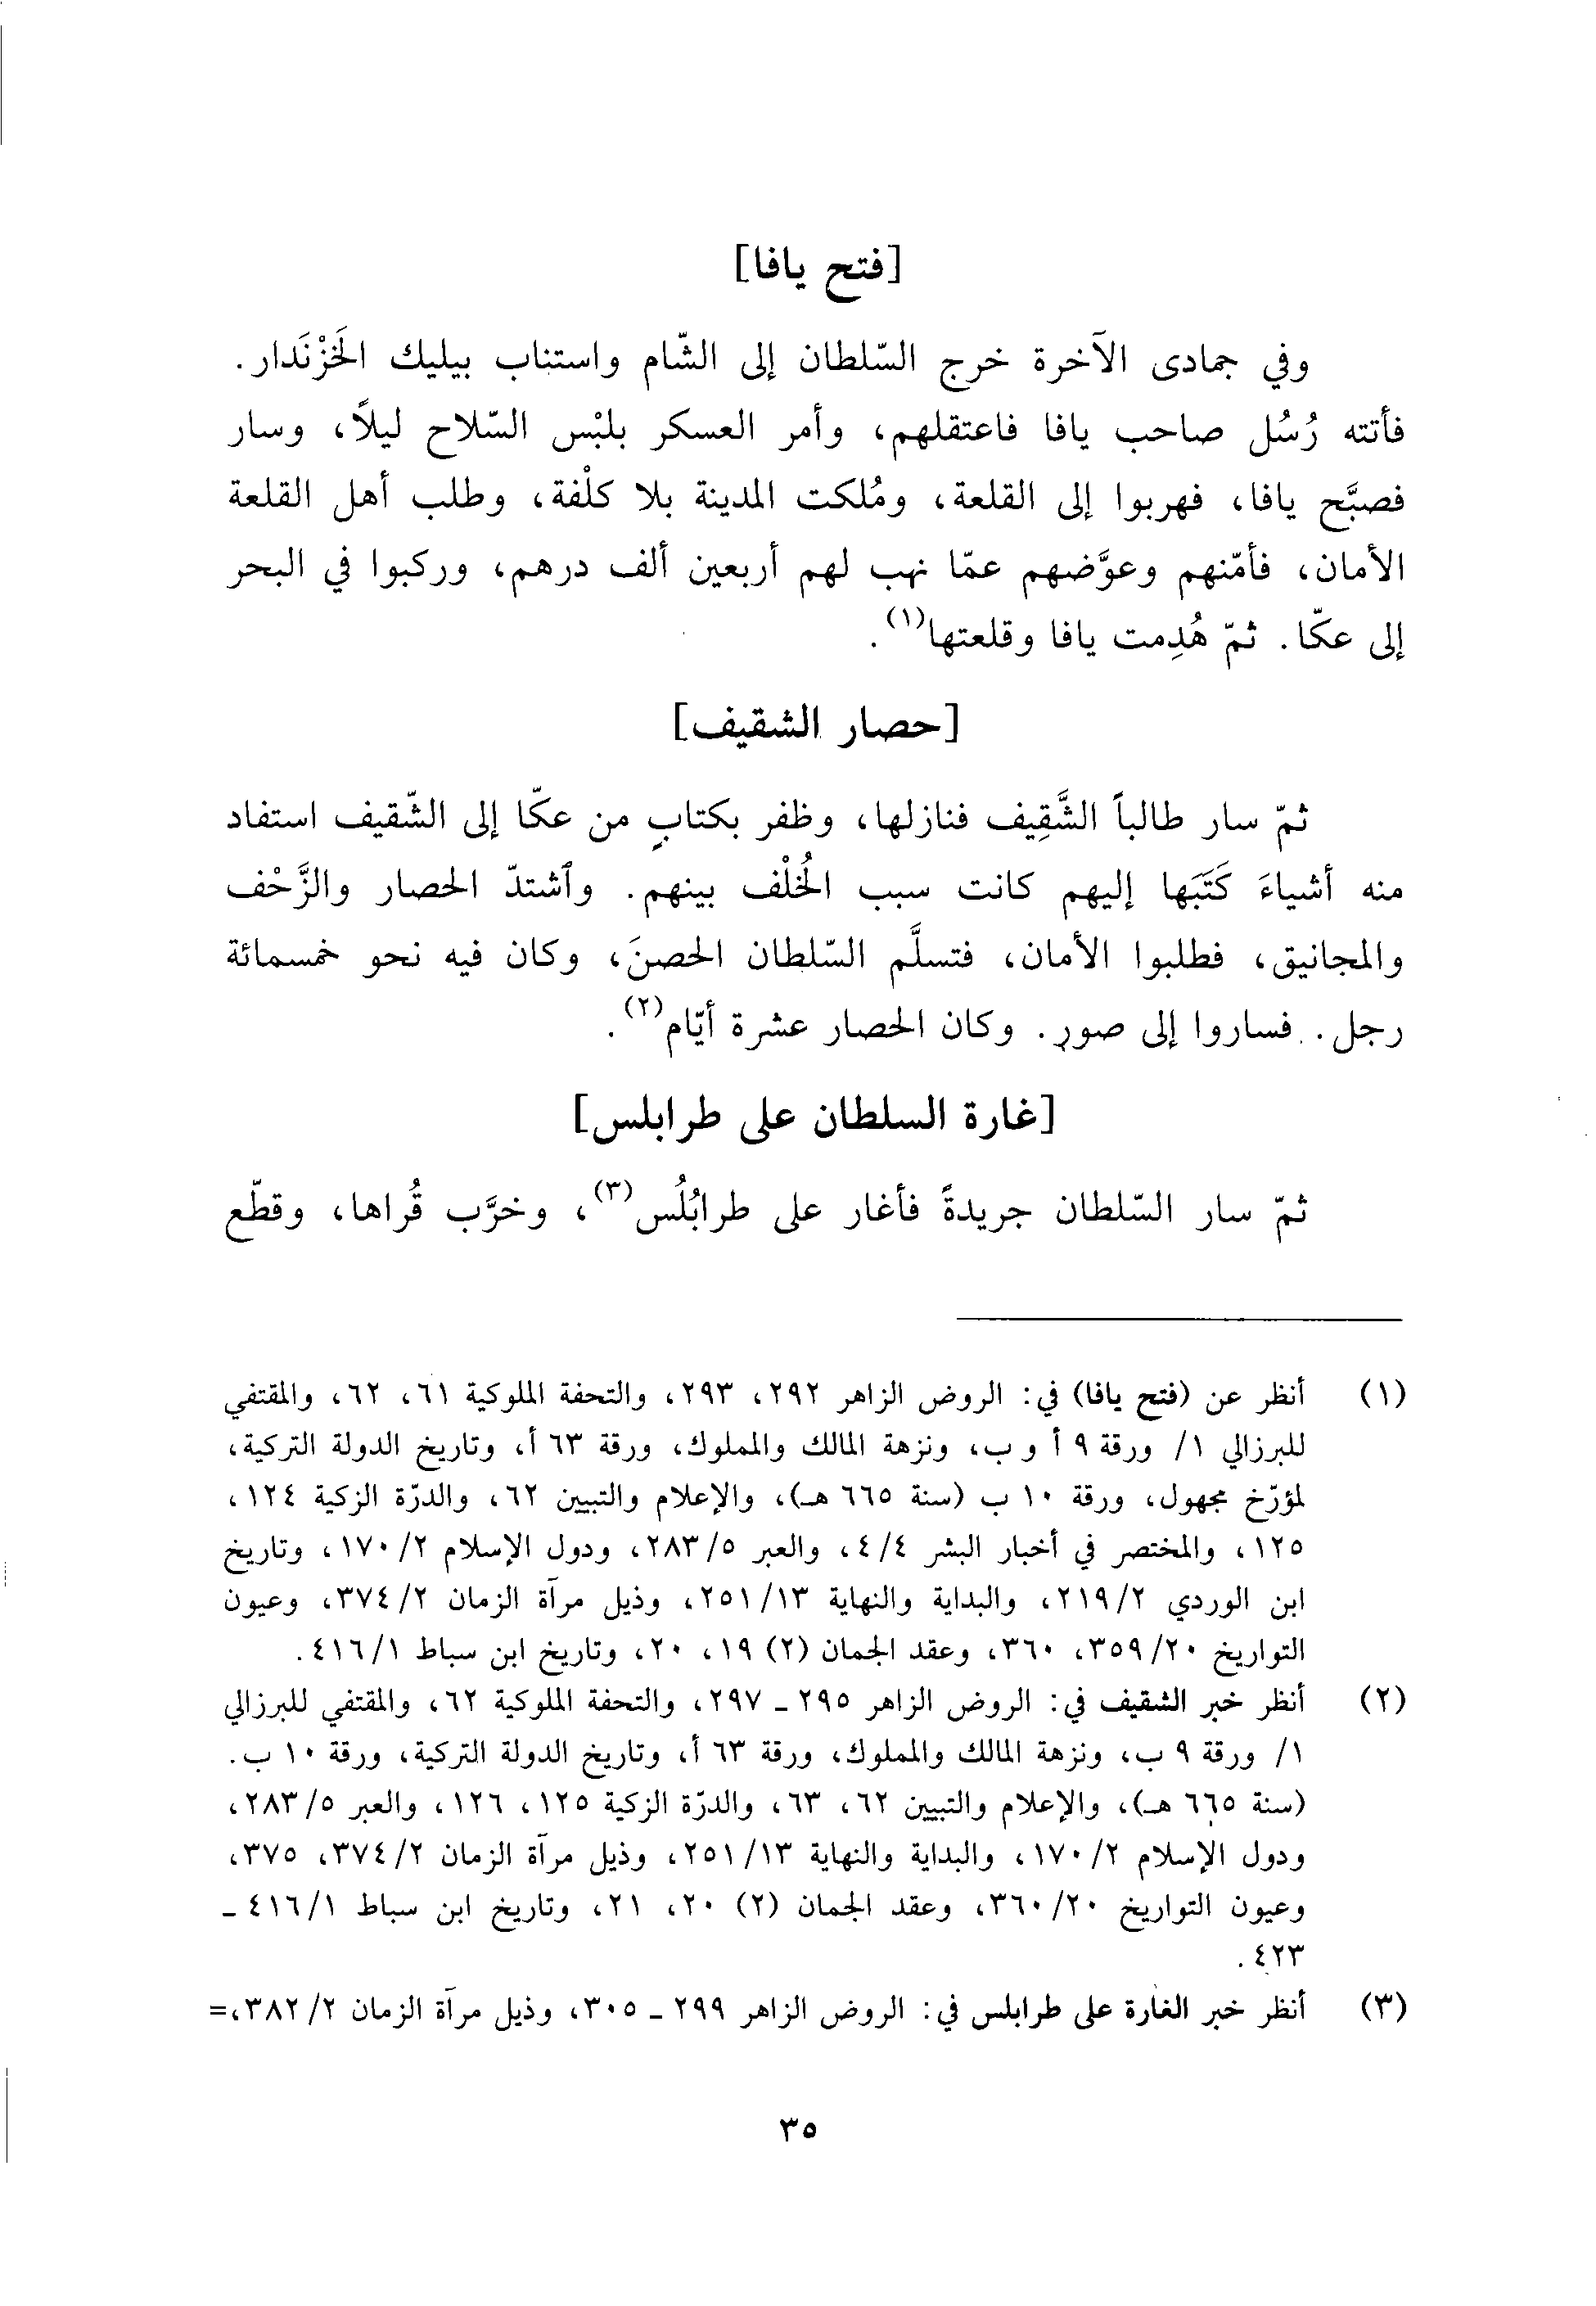 [فتح يافا]
وفي جمادى الآخرة خرج السّلطان إلى الشّام واستناب بيليك الخَزْنَدار.
فأتته رُسُل صاحب يافا فاعتقلهم، وأمر العسكر بلبْس السّلاح ليلاً، وسار
فصبَّح يافا، فهربوا إلى القلعة، ومُلكت المدينة بلا كلْفة، وطلب أهل القلعة
الأمان، فأمّنهم وعوَّضهم عمّا نهب لهم أربعين ألف درهم، وركبوا في البحر
إلى عكّا. ثمّ هُدِمت يافا وقلعتها(١).
[حصار الشقيف]
ثمّ سار طالباً الشَّقِيف فنازلها، وظفر بكتابٍ من عكّا إلى الشّقيف استفاد
منه أشياءَ كَتَبَها إليهم كانت سبب الخُلْف بينهم. وٱشتدّ الحصار والزَّحْف
والمجانيق، فطلبوا الأمان، فتسلَّم السّلطان الحصنَ، وكان فيه نحو خمسمائة
رجل. فساروا إلى صور. وكان الحصار عشرة أيّام(٢).
[غارة السلطان على طرابلس]
ثمّ سار السّلطان جريدةً فأغار على طرابُلُس(٣)، وخرَّب قُراها، وقطّع
(١) أنظر عن (فتح يافا) في: الروض الزاهر ٢٩٢، ٢٩٣، والتحفة الملوكية ٦١، ٦٢، والمقتفي
للبرزالي ١/ ورقة ٩ أ و ب، ونزهة المالك والمملوك، ورقة ٦٣ أ، وتاريخ الدولة التركية،
لمؤرّخ مجهول، ورقة ١٠ ب (سنة ٦٦٥ هـ)، والإعلام والتبيين ٦٢، والدرّة الزكية ١٢٤،
١٢٥، والمختصر في أخبار البشر ٤/٤، والعبر ٢٨٣/٥، ودول الإسلام ١٧٠/٢، وتاريخ
ابن الوردي ٢١٩/٢، والبداية والنهاية ٢٥١/١٣، وذيل مرآة الزمان ٣٧٤/٢، وعيون
التواريخ ٣٥٩/٢٠، ٣٦٠، وعقد الجمان (٢) ١٩، ٢٠، وتاريخ ابن سباط ٤١٦/١.
(٢) أنظر خبر الشقيف في: الروض الزاهر ٢٩٥ ـ ٢٩٧، والتحفة الملوكية ٦٢، والمقتفي للبرزالي
١/ ورقة ٩ ب، ونزهة المالك والمملوك، ورقة ٦٣ أ، وتاريخ الدولة التركية، ورقة ١٠ ب.
(سنة ٦٦٥ هـ)، والإعلام والتبيين ٦٢، ٦٣، والدرّة الزكية ١٢٥، ١٢٦، والعبر ٢٨٣/٥،
ودول الإسلام ١٧٠/٢، والبداية والنهاية ٢٥١/١٣، وذيل مرآة الزمان ٣٧٤/٢، ٣٧٥،
وعيون التواريخ ٣٦٠/٢٠، وعقد الجمان (٢) ٢٠، ٢١، وتاريخ ابن سباط ٤١٦/١ ـ
٤٢٣.
(٣) أنظر خبر الغارة على طرابلس في: الروض الزاهر ٢٩٩ ـ ٣٠٥، وذيل مرآة الزمان ٣٨٢/٢،=
٣٥